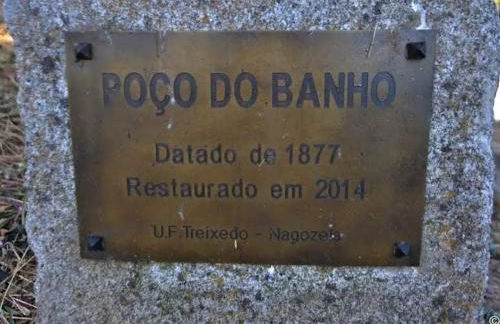 POÇO DO BANHO
Datado de 1877
Restaurado em 2014
U.F.Treixedo - Nagozela
©